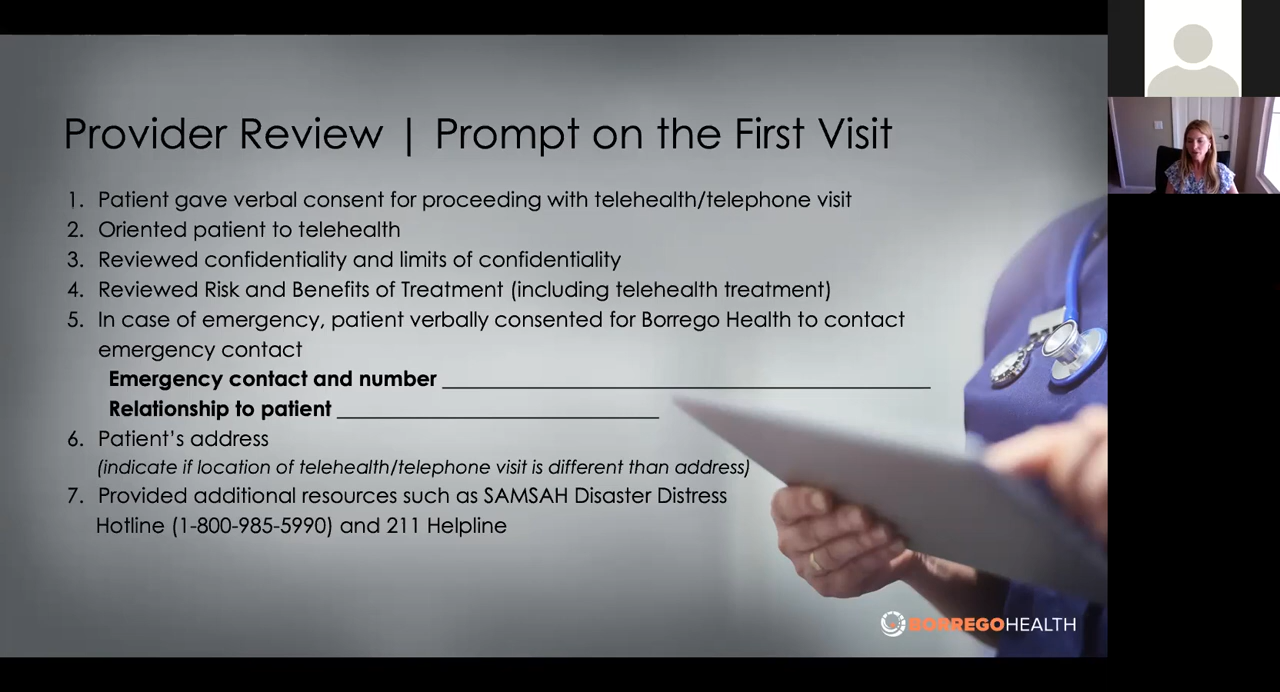 Provider Review | Prompt on the First Visit
1. Patient gave verbal consent for proceeding with telehealth/telephone visit
2. Oriented patient to telehealth
3. Reviewed confidentiality and limits of confidentiality
4. Reviewed Risk and Benefits of Treatment (including telehealth treatment)
5. In case of emergency, patient verbally consented for Borrego Health to contact
emergency contact
Emergency contact and number
Relationship to patient
6. Patient's address
(indicate if location of telehealth/telephone visit is different than address)
7. Provided additional resources such as SAMSAH Disaster Distress
Hotline (1-800-985-5990) and 211 Helpline
BORREGOHEALTH